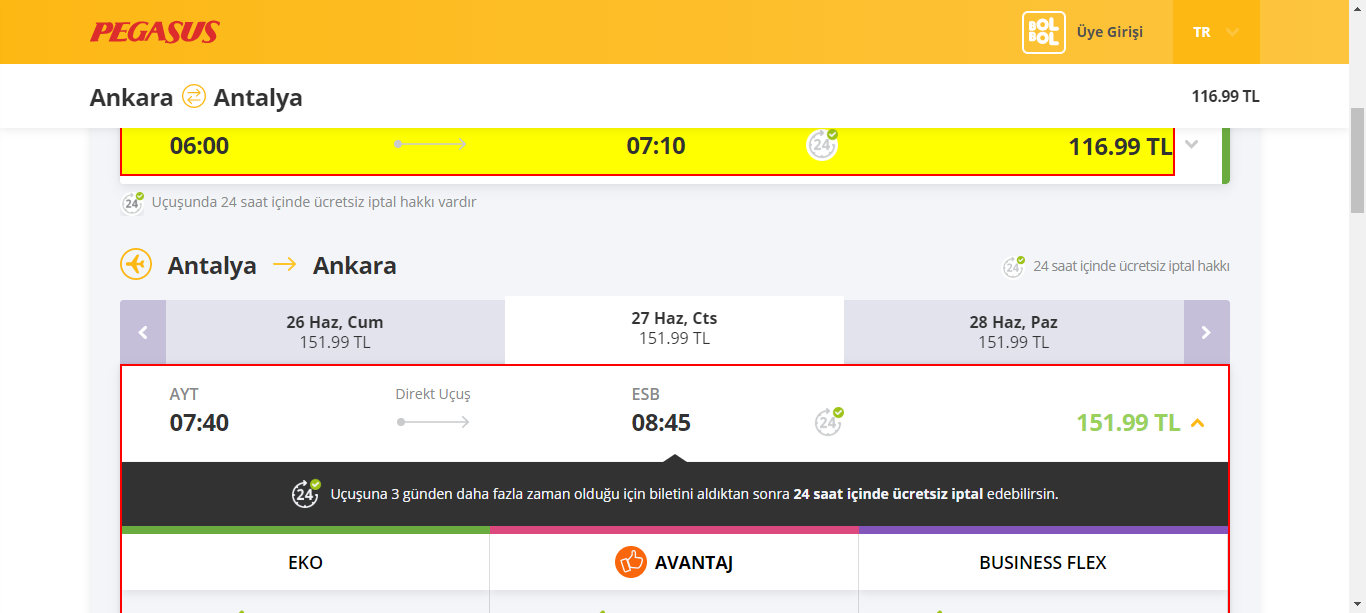 PEGASUS
BOL
BOL
Üye Girişi
TR
Ankara Antalya
116.99 TL
06:00
07:10
24
116.99 TL
24 Uçuşunda 24 saat içinde ücretsiz iptal hakkı vardır
Antalya → Ankara
24 24 saat içinde ücretsiz iptal hakkı
26 Haz, Cum
151.99 TL
27 Haz, Cts
151.99 TL
28 Haz, Paz
151.99 TL
AYT
07:40
Direkt Uçuş
ESB
08:45
24
151.99 TL
24 Uçuşuna 3 günden daha fazla zaman olduğu için biletini aldıktan sonra 24 saat içinde ücretsiz iptal edebilirsin.
EKO
AVANTAJ
BUSINESS FLEX